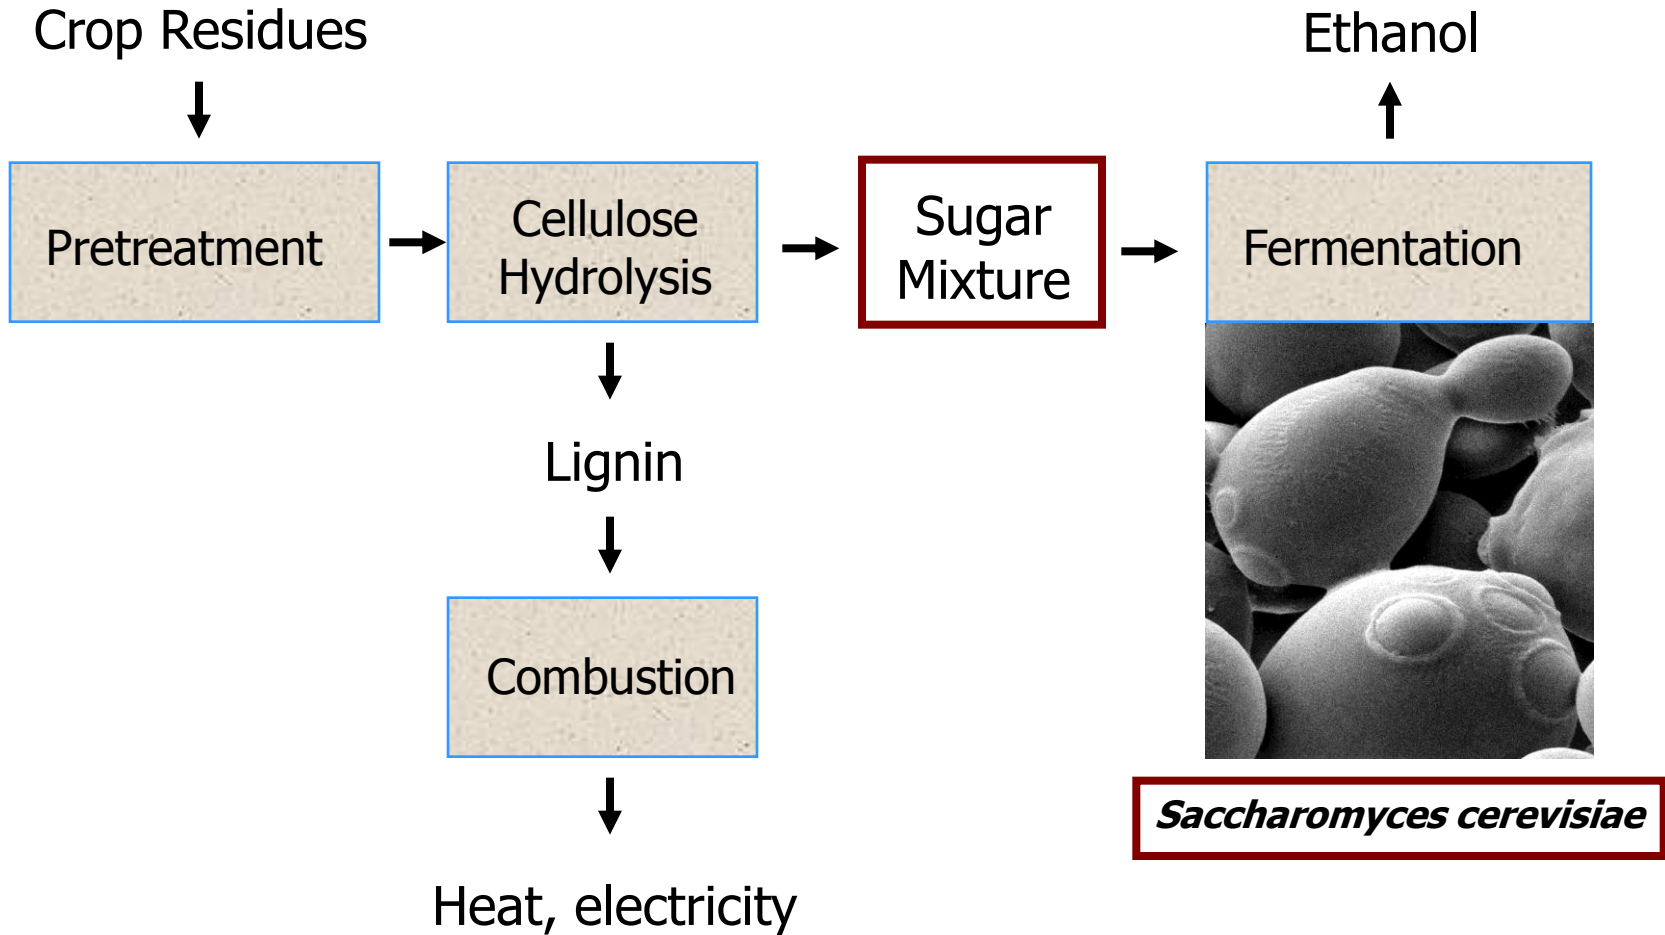 Crop Residues
Ethanol
Pretreatment
Cellulose
Hydrolysis
Sugar
Mixture
Fermentation
Lignin
Combustion
Saccharomyces cerevisiae
Heat, electricity